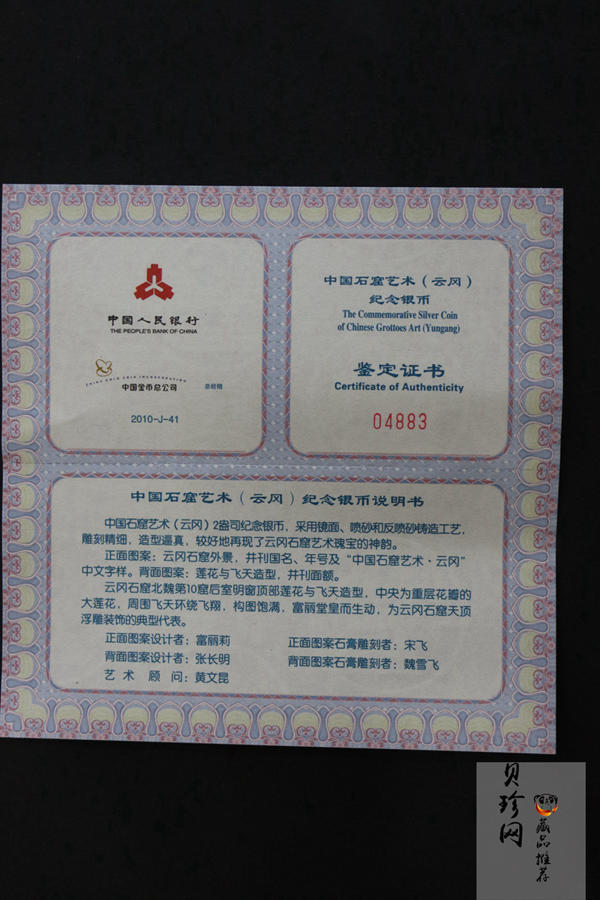 中国人民银行
THE PEOPLE'S BANK OF CHINA
CHINA GOLD COIN INCORPORATION
中国金币总公司 总经销
2010-J-41
中国石窟艺术（云冈）
纪念银币
The Commemorative Silver Coin
of Chinese Grottoes Art (Yungang)
鉴定证书
Certificate of Authenticity
04883
中国石窟艺术（云冈）纪念银币说明书
中国石窟艺术（云冈）2盎司纪念银币，采用镜面、喷砂和反喷砂铸造工艺，
雕刻精细，造型逼真，较好地再现了云冈石窟艺术瑰宝的神韵。
正面图案：云冈石窟外景，并刊国名、年号及“中国石窟艺术·云冈”
中文字样。背面图案：莲花与飞天造型，并刊面额。
云冈石窟北魏第10窟后室明窗顶部莲花与飞天造型，中央为重层花瓣的
大莲花，周围飞天环绕飞翔，构图饱满，富丽堂皇而生动，为云冈石窟天顶
浮雕装饰的典型代表。
正面图案设计者：富丽莉 正面图案石膏雕刻者：宋飞
背面图案设计者：张长明 背面图案石膏雕刻者：魏雪飞
艺术顾问：黄文昆
贝珍网
藏品推荐